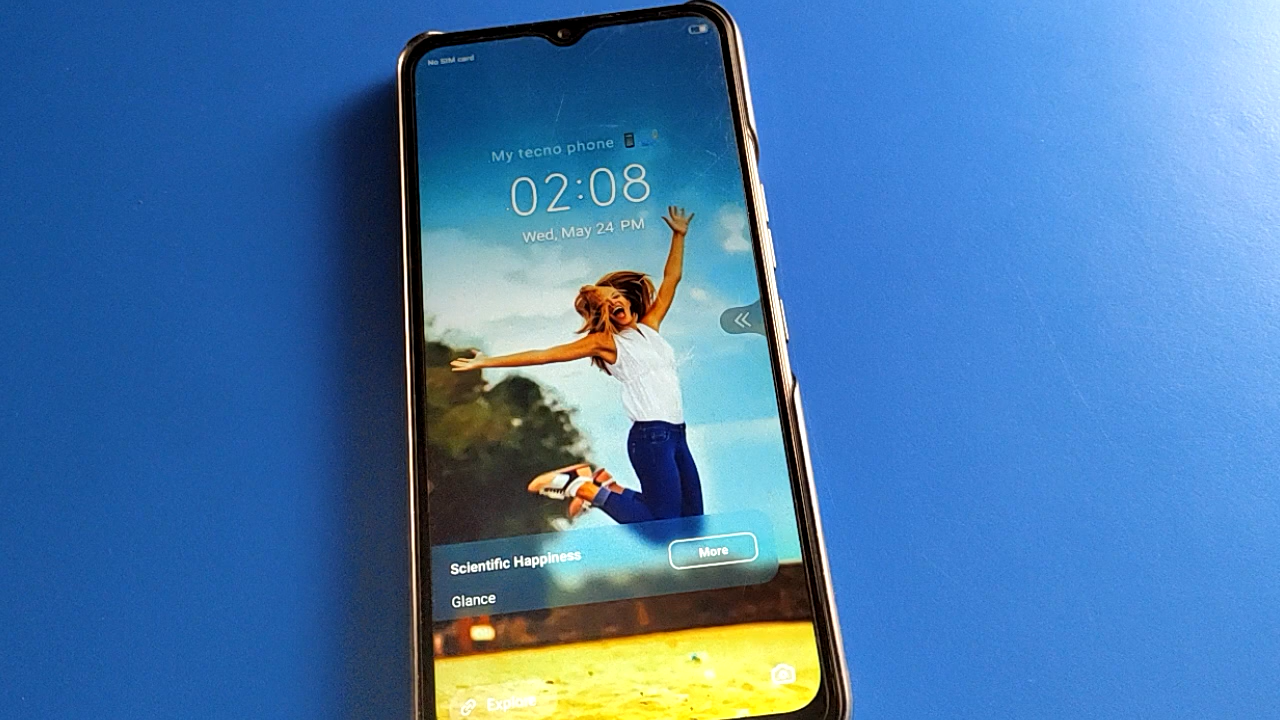 No SIM card
My tecno phone
02:08
Wed, May 24 PM
Scientific Happiness
More
Glance
Explore